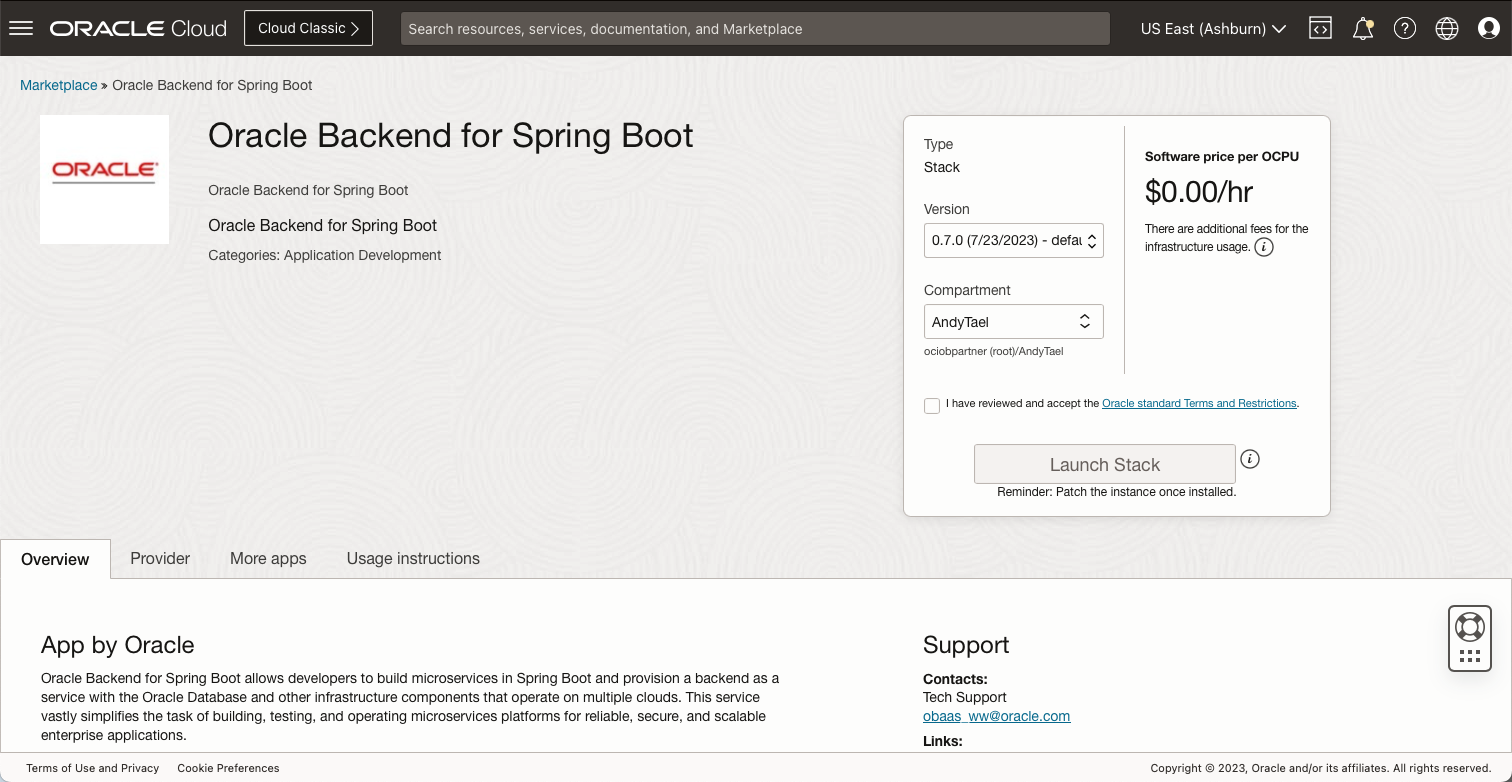 ORACLE Cloud
Cloud Classic
Search resources, services, documentation, and Marketplace
US East (Ashburn)
Marketplace » Oracle Backend for Spring Boot
ORACLE
Oracle Backend for Spring Boot
Oracle Backend for Spring Boot
Oracle Backend for Spring Boot
Categories: Application Development
Type
Stack
Version
0.7.0 (7/23/2023) - defau
Compartment
AndyTael
ociobpartner (root)/AndyTael
Software price per OCPU
$0.00/hr
There are additional fees for the
infrastructure usage.
I have reviewed and accept the Oracle standard Terms and Restrictions.
Launch Stack
Reminder: Patch the instance once installed.
Overview
Provider
More apps
Usage instructions
App by Oracle
Oracle Backend for Spring Boot allows developers to build microservices in Spring Boot and provision a backend as a
service with the Oracle Database and other infrastructure components that operate on multiple clouds. This service
vastly simplifies the task of building, testing, and operating microservices platforms for reliable, secure, and scalable
enterprise applications.
Support
Contacts:
Tech Support
obaas_ww@oracle.com
Links:
Terms of Use and Privacy
Cookie Preferences
Copyright © 2023, Oracle and/or its affiliates. All rights reserved.